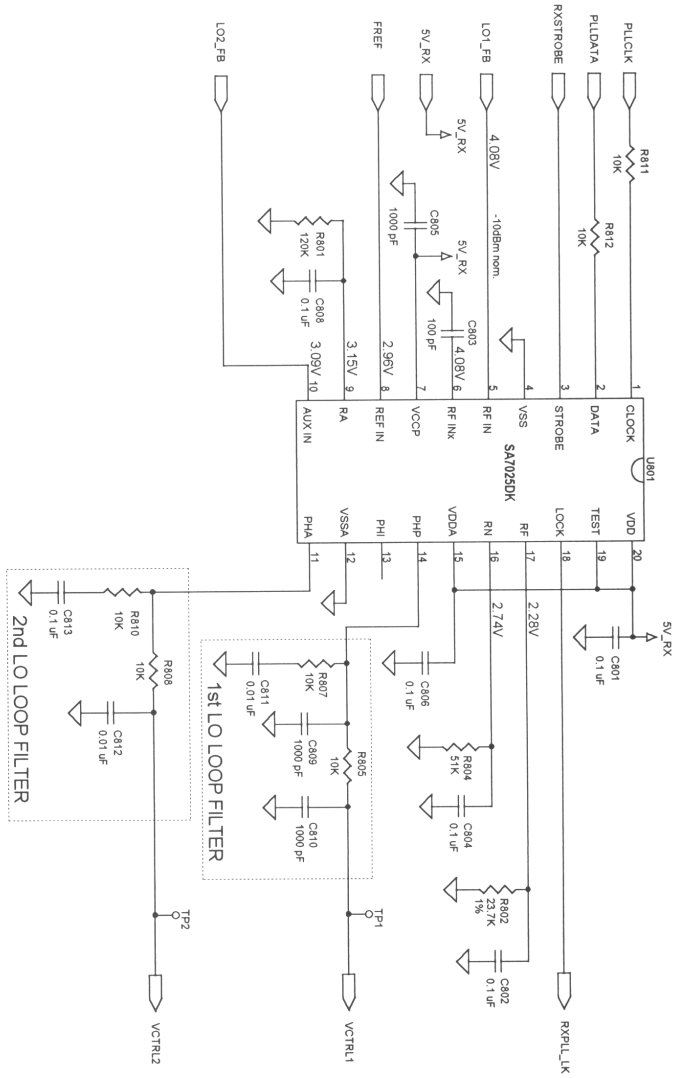 PLLCLK
PLLDATA
RXSTROBE
LO1_FB
5V_RX
FREF
LO2_FB
R811
10K
R812
10K
5V_RX
4.08V
-10dBm nom.
C805
1000 pF
5V_RX
C803
100 pF
4.08V
2.96V
R801
120K
C808
0.1 uF
3.15V
3.09V
U801
SA7025DK
1
CLOCK
2
DATA
3
STROBE
4
VSS
5
RF IN
6
RF INx
7
VCCP
8
REF IN
9
RA
10
AUX IN
VDD
20
TEST
19
LOCK
18
RF
17
RN
16
VDDA
15
PHP
14
PHI
13
VSSA
12
PHA
11
5V_RX
C801
0.1 uF
2.28V
2.74V
C806
0.1 uF
R804
51K
C804
0.1 uF
R802
23.7K
1%
C802
0.1 uF
RXPLL_LK
R807
10K
C811
0.01 uF
C809
1000 pF
R805
10K
C810
1000 pF
1st LO LOOP FILTER
TP1
VCTRL1
R810
10K
C813
0.1 uF
R808
10K
C812
0.01 uF
2nd LO LOOP FILTER
TP2
VCTRL2